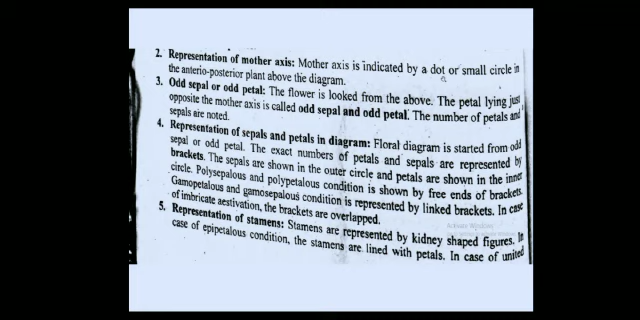 2. Representation of mother axis: Mother axis is indicated by a dot or small circle in
the anterio-posterior plant above the diagram.
3. Odd sepal or odd petal: The flower is looked from the above. The petal lying just
opposite the mother axis is called odd sepal and odd petal. The number of petals and
sepals are noted.
4. Representation of sepals and petals in diagram: Floral diagram is started from odd
sepal or odd petal. The exact numbers of petals and sepals are represented by
brackets. The sepals are shown in the outer circle and petals are shown in the inner
circle. Polysepalous and polypetalous condition is shown by free ends of brackets.
Gamopetalous and gamosepalous condition is represented by linked brackets. In case
of imbricate aestivation, the brackets are overlapped.
5. Representation of stamens: Stamens are represented by kidney shaped figures. In
case of epipetalous condition, the stamens are lined with petals. In case of united
Activate Windows